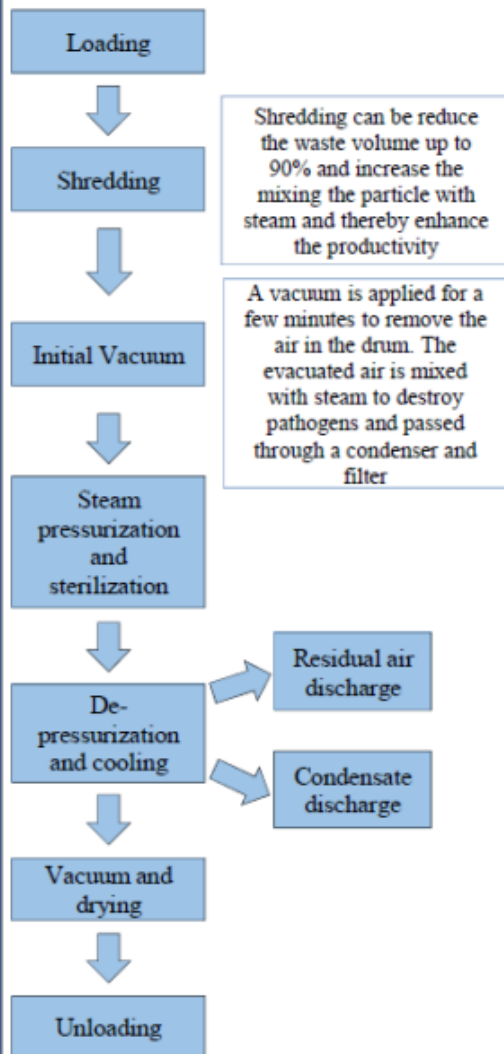 Loading
Shredding
Shredding can be reduce
the waste volume up to
90% and increase the
mixing the particle with
steam and thereby enhance
the productivity
Initial Vacuum
A vacuum is applied for a
few minutes to remove the
air in the drum. The
evacuated air is mixed
with steam to destroy
pathogens and passed
through a condenser and
filter
Steam
pressurization
and
sterilization
De-
pressurization
and cooling
Residual air
discharge
Condensate
discharge
Vacuum and
drying
Unloading